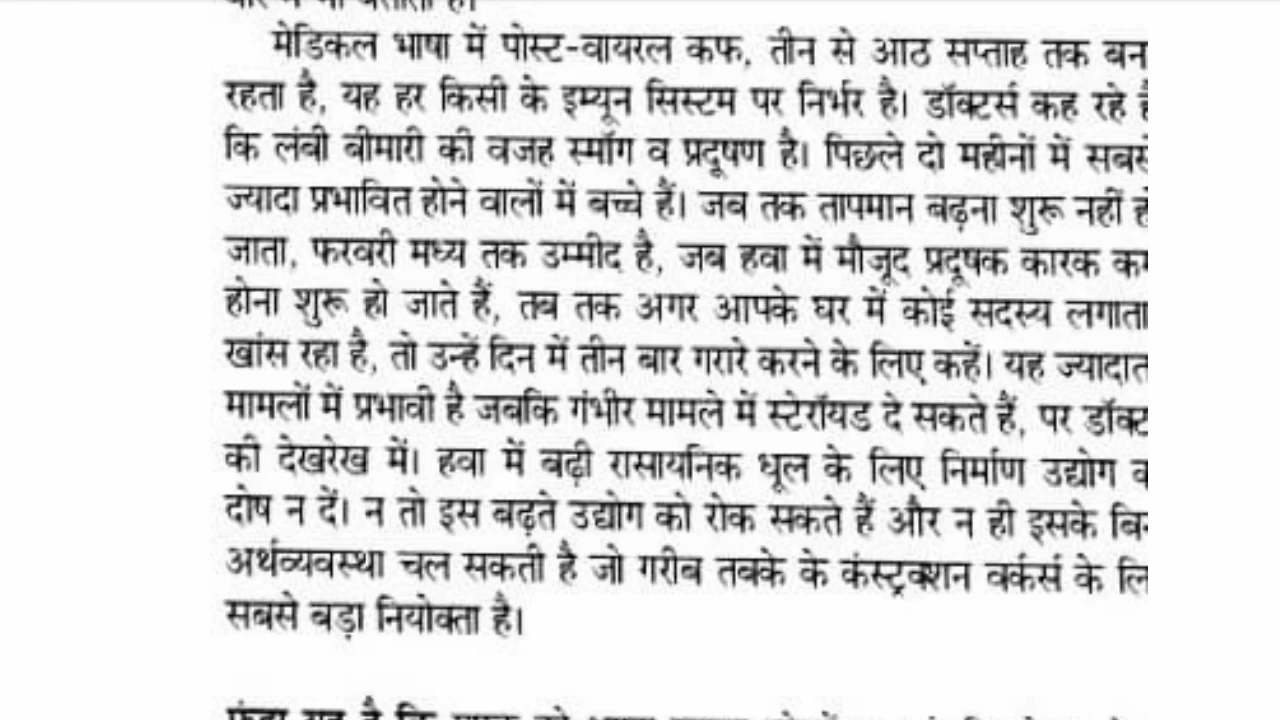 मेडिकल भाषा में पोस्ट-वायरल कफ, तीन से आठ सप्ताह तक बन
रहता है, यह हर किसी के इम्यून सिस्टम पर निर्भर है। डॉक्टर्स कह रहे
कि लंबी बीमारी की वजह स्मॉग व प्रदूषण है। पिछले दो महीनों में सबसे
ज्यादा प्रभावित होने वालों में बच्चे हैं। जब तक तापमान बढ़ना शुरू नहीं
जाता, फरवरी मध्य तक उम्मीद है, जब हवा में मौजूद प्रदूषक कारक
होना शुरू हो जाते हैं, तब तक अगर आपके घर में कोई सदस्य लगाता
खांस रहा है, तो उन्हें दिन में तीन बार गरारे करने के लिए कहें। यह ज्यादात
मामलों में प्रभावी है जबकि गंभीर मामले में स्टेरॉयड दे सकते हैं, पर डॉक्ट
की देखरेख में। हवा में बढ़ी रासायनिक धूल के लिए निर्माण उद्योग
दोष न दें। न तो इस बढ़ते उद्योग को रोक सकते हैं और न ही इसके बि
अर्थव्यवस्था चल सकती है जो गरीब तबके के कंस्ट्रक्शन वर्कर्स के लि
सबसे बड़ा नियोक्ता है।